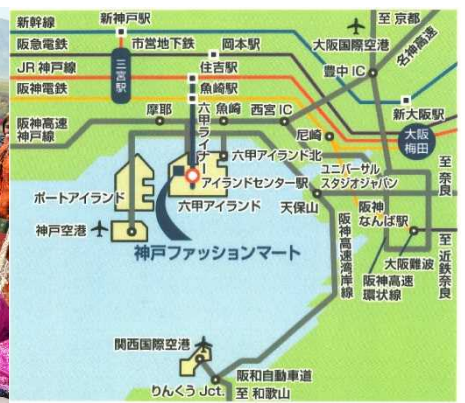 新幹線
新神戸駅
至 京都
阪急電鉄
市営地下鉄
岡本駅
大阪国際空港
名神高速
JR神戸線
三宮駅
住吉駅
豊中IC
阪神電鉄
魚崎駅
新大阪駅
阪神高速
神戸線
摩耶
六甲ライナー
魚崎
西宮IC
尼崎
大阪
梅田
六甲アイランド北
アイランドセンター駅
ユニバーサル
スタジオジャパン
至 奈良
ポートアイランド
六甲アイランド
天保山
阪神
なんば駅
神戸空港
神戸ファッションマート
阪神高速湾岸線
大阪難波
阪神高速
環状線
至 近鉄奈良
関西国際空港
りんくう Jct.
阪和自動車道
至 和歌山